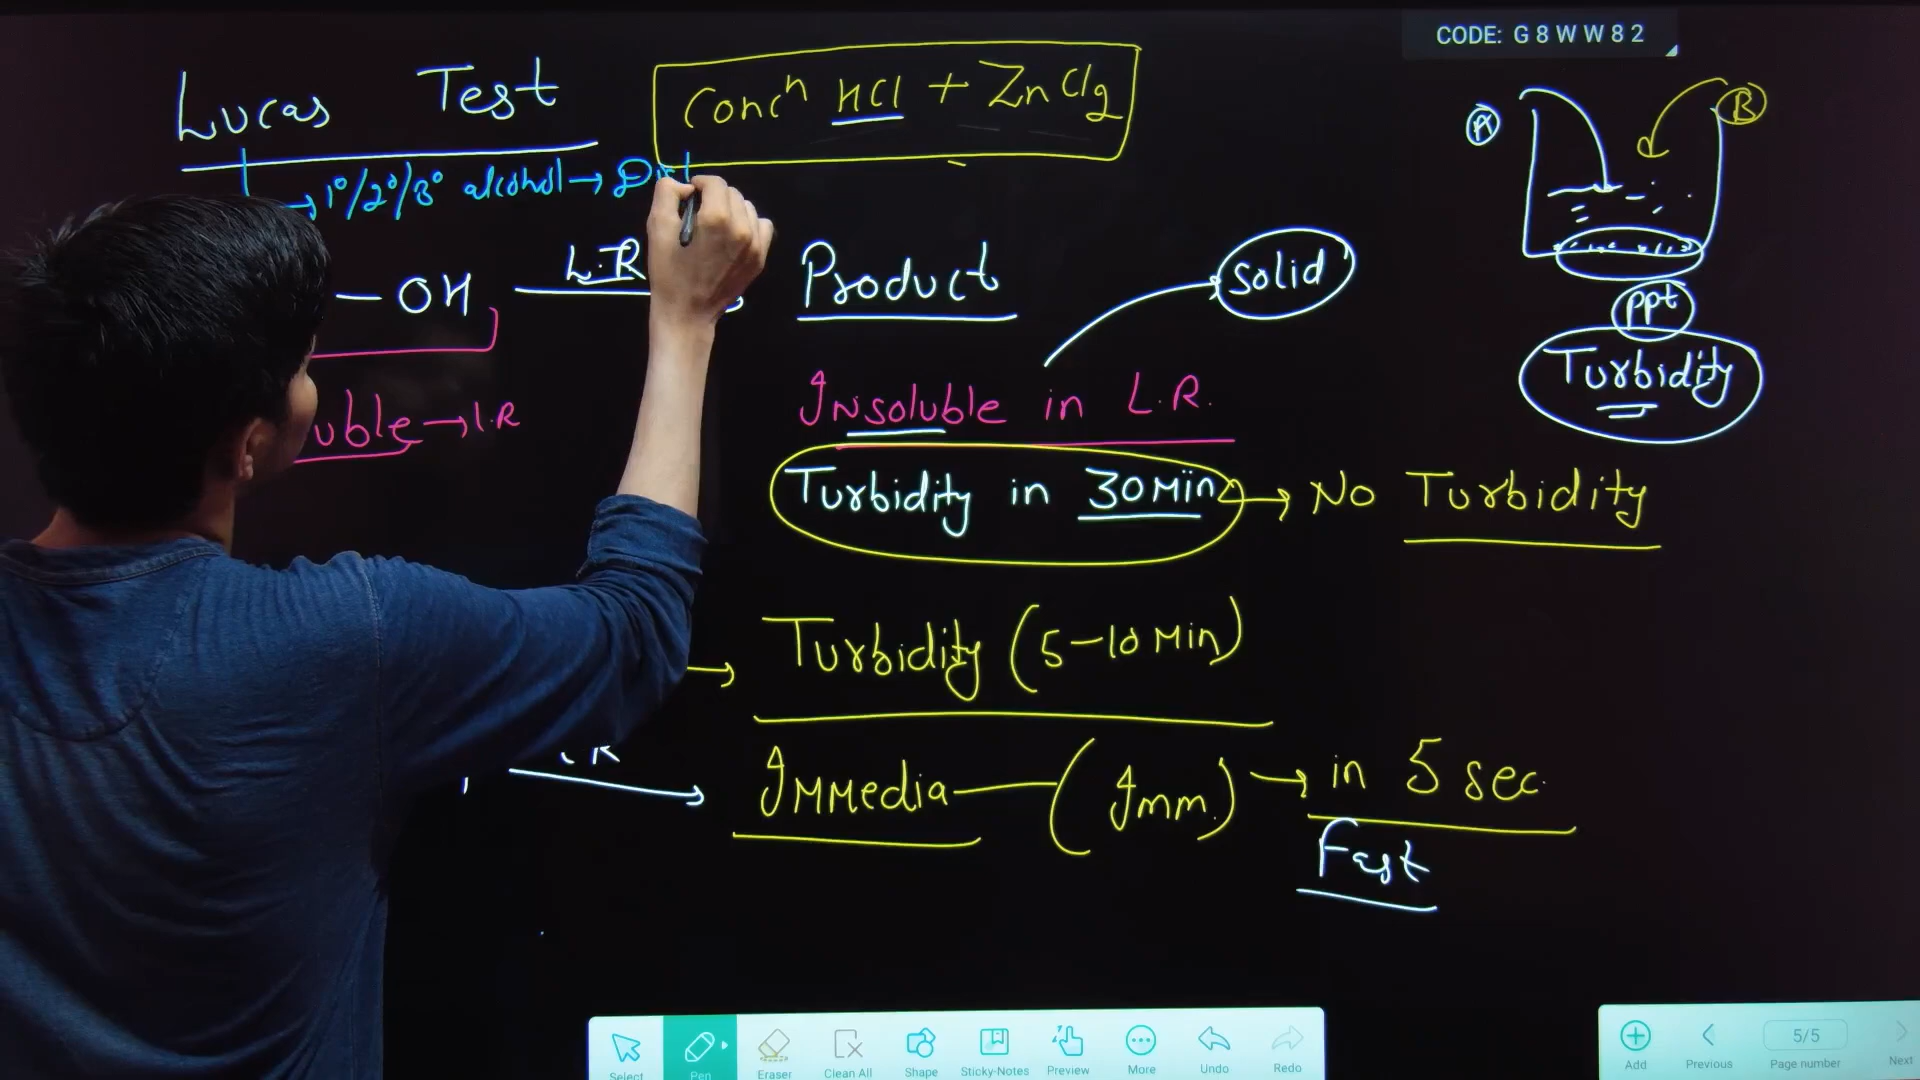 CODE: G8WW82
Lucas Test
Concn HCl + ZnCl2
→ 1°/2°/3° alcohol →
A
B
— OH
L.R
Product
solid
ppt
Turbidity
uble → L.R
Insoluble in L.R.
Turbidity in 30 Min → No Turbidity
Turbidity (5-10 Min)
Immedia — (Imm.) → in 5 sec.
Fast
Select
Pen
Eraser
Clean All
Shape
Sticky-Notes
Preview
More
Undo
Redo
Add
Previous
5/5
Page number
Next